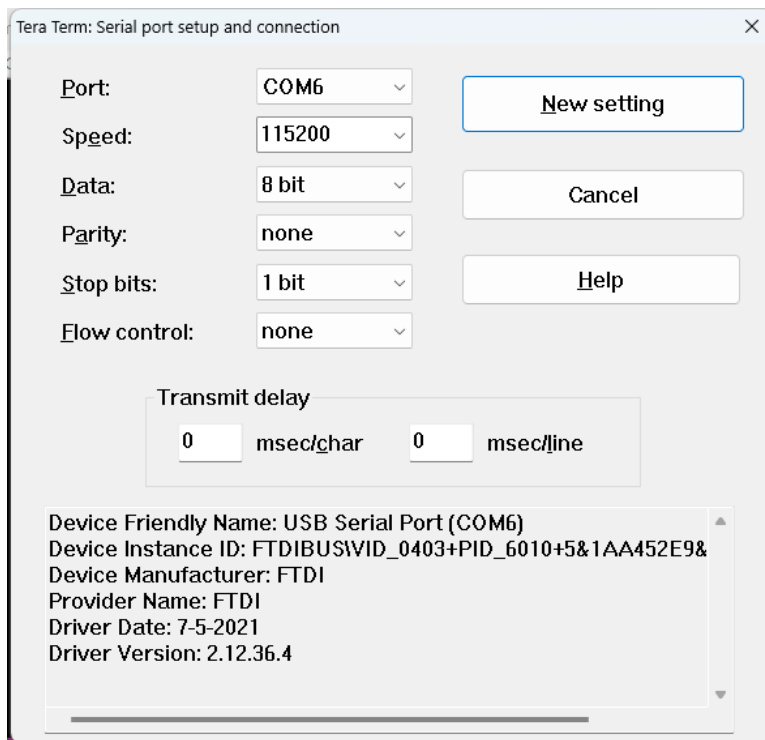 Tera Term: Serial port setup and connection
Port: COM6
New setting
Speed: 115200
Data: 8 bit
Cancel
Parity: none
Stop bits: 1 bit
Help
Flow control: none
Transmit delay
0 msec/char 0 msec/line
Device Friendly Name: USB Serial Port (COM6)
Device Instance ID: FTDIBUS\VID_0403+PID_6010+5&1AA452E9&
Device Manufacturer: FTDI
Provider Name: FTDI
Driver Date: 7-5-2021
Driver Version: 2.12.36.4